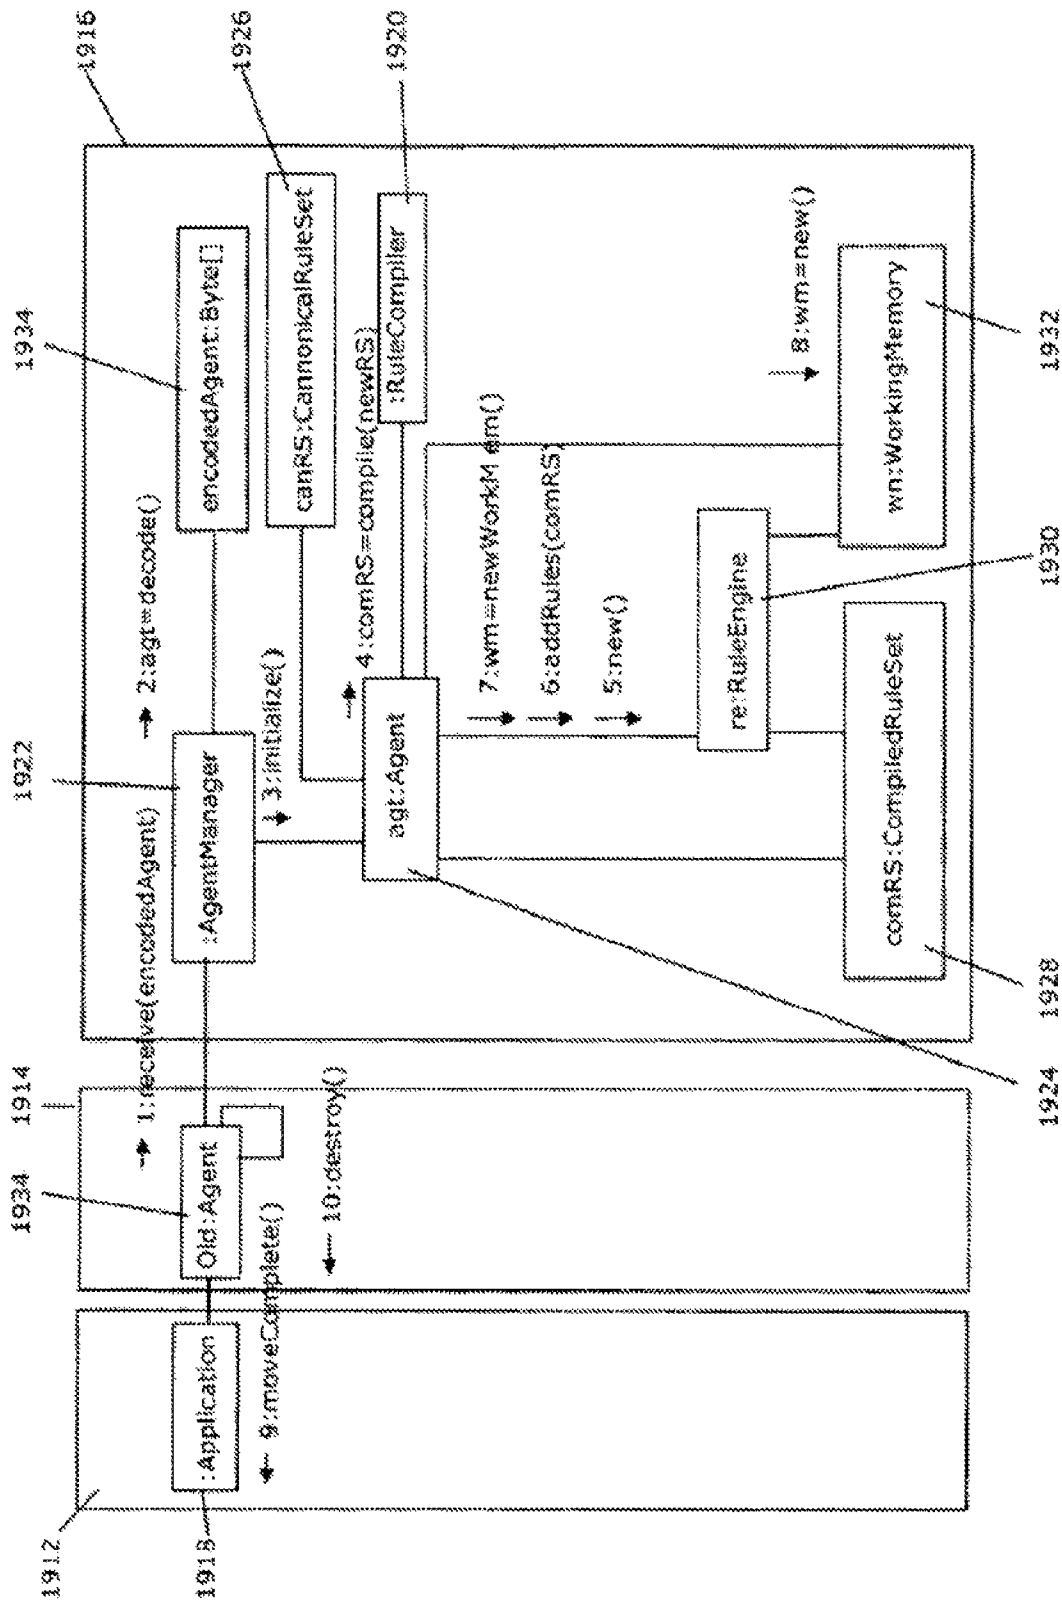 1912
1918
:Application
9:moveComplete()
1934
1914
Old:Agent
10:destroy()
1:receive(encodedAgent)
1922
:AgentManager
2:agt=decode()
1934
encodedAgent:Byte[]
1916
3:initialize()
canRS:CannonicalRuleSet
1926
4:comRS=compile(newRS)
agt:Agent
:RuleCompiler
1920
7:wm=newWorkMem()
6:addRules(comRS)
5:new()
re:RuleEngine
8:wm=new()
comRS:CompiledRuleSet
wn:WorkingMemory
1924
1928
1930
1932